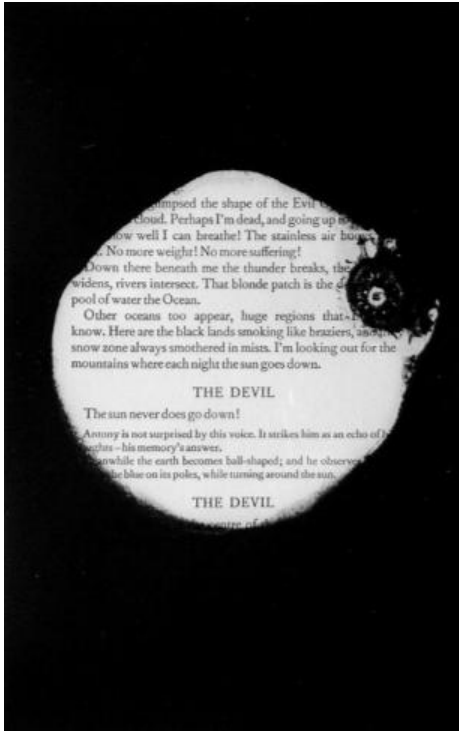 the shape of the Evil
cloud. Perhaps I'm dead, and going up
well I can breathe! The stainless air
No more weight! No more suffering!
Down there beneath me the thunder breaks, the
widens, rivers intersect. That blonde patch is the
pool of water the Ocean.
Other oceans too appear, huge regions that
know. Here are the black lands smoking like braziers,
snow zone always smothered in mists. I'm looking out for the
mountains where each night the sun goes down.
THE DEVIL
The sun never does go down!
Antony is not surprised by this voice. It strikes him as an echo of
– his memory's answer.
the earth becomes ball-shaped; and he observes
the blue on its poles, while turning around the sun.
THE DEVIL
centre of